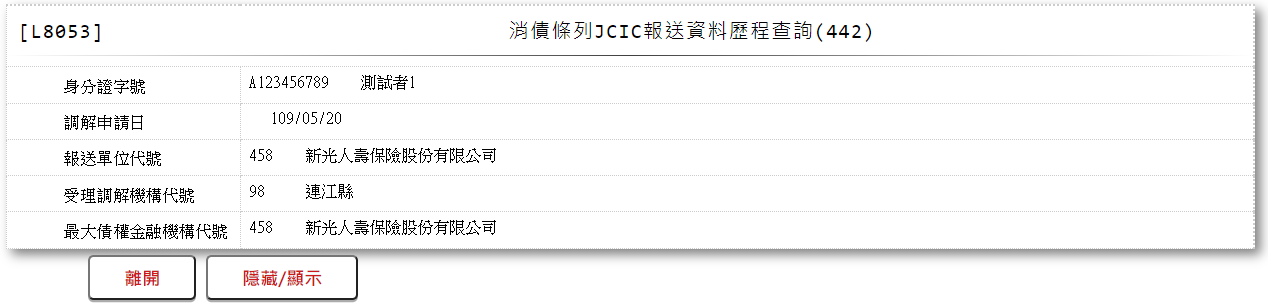 [L8053] 消債條列JCIC報送資料歷程查詢(442)
身分證字號 A123456789 測試者1
調解申請日 109/05/20
報送單位代號 458 新光人壽保險股份有限公司
受理調解機構代號 98 連江縣
最大債權金融機構代號 458 新光人壽保險股份有限公司
離開 隱藏/顯示